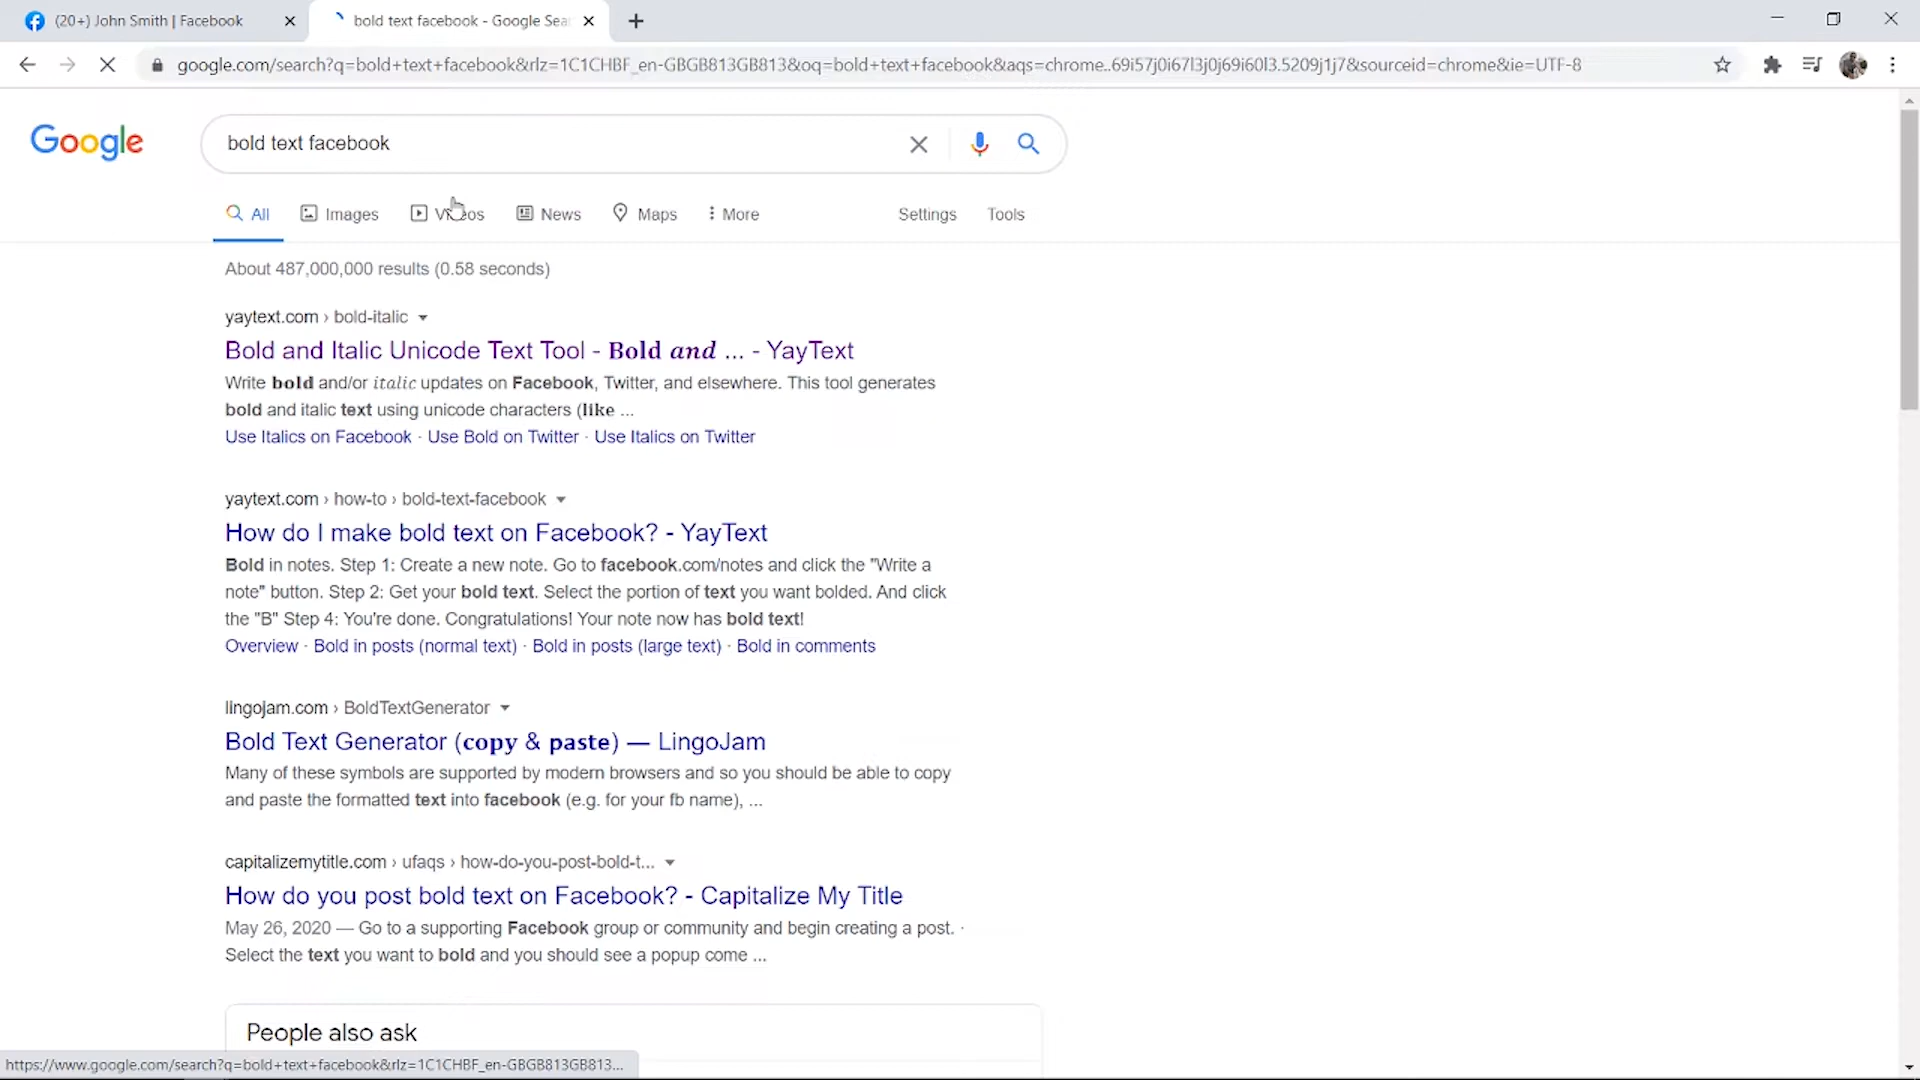 (20+) John Smith | Facebook
bold text facebook - Google Sea
google.com/search?q=bold+text+facebook&rlz=1C1CHBF_en-GBGB813GB813&oq=bold+text+facebook&aqs=chrome..69i57j0i67l3j0j69i60l3.5209j1j7&sourceid=chrome&ie=UTF-8
Google
bold text facebook
All Images Videos News Maps More Settings Tools
About 487,000,000 results (0.58 seconds)
yaytext.com › bold-italic
Bold and Italic Unicode Text Tool - 𝐁𝐨𝐥𝐝 𝒂𝒏𝒅 ... - YayText
Write 𝐛𝐨𝐥𝐝 and/or 𝑖𝑡𝑎𝑙𝑖𝑐 updates on Facebook, Twitter, and elsewhere. This tool generates
bold and italic text using unicode characters (𝐥𝐢𝐤𝐞 ...
Use Italics on Facebook · Use Bold on Twitter · Use Italics on Twitter
yaytext.com › how-to › bold-text-facebook
How do I make bold text on Facebook? - YayText
Bold in notes. Step 1: Create a new note. Go to facebook.com/notes and click the "Write a
note" button. Step 2: Get your bold text. Select the portion of text you want bolded. And click
the "B" Step 4: You're done. Congratulations! Your note now has bold text!
Overview · Bold in posts (normal text) · Bold in posts (large text) · Bold in comments
lingojam.com › BoldTextGenerator
Bold Text Generator (𝐜𝐨𝐩𝐲 & 𝐩𝐚𝐬𝐭𝐞) — LingoJam
Many of these symbols are supported by modern browsers and so you should be able to copy
and paste the formatted text into facebook (e.g. for your fb name), ...
capitalizemytitle.com › ufaqs › how-do-you-post-bold-t...
How do you post bold text on Facebook? - Capitalize My Title
May 26, 2020 — Go to a supporting Facebook group or community and begin creating a post. ·
Select the text you want to bold and you should see a popup come ...
People also ask
https://www.google.com/search?q=bold+text+facebook&rlz=1C1CHBF_en-GBGB813GB813...